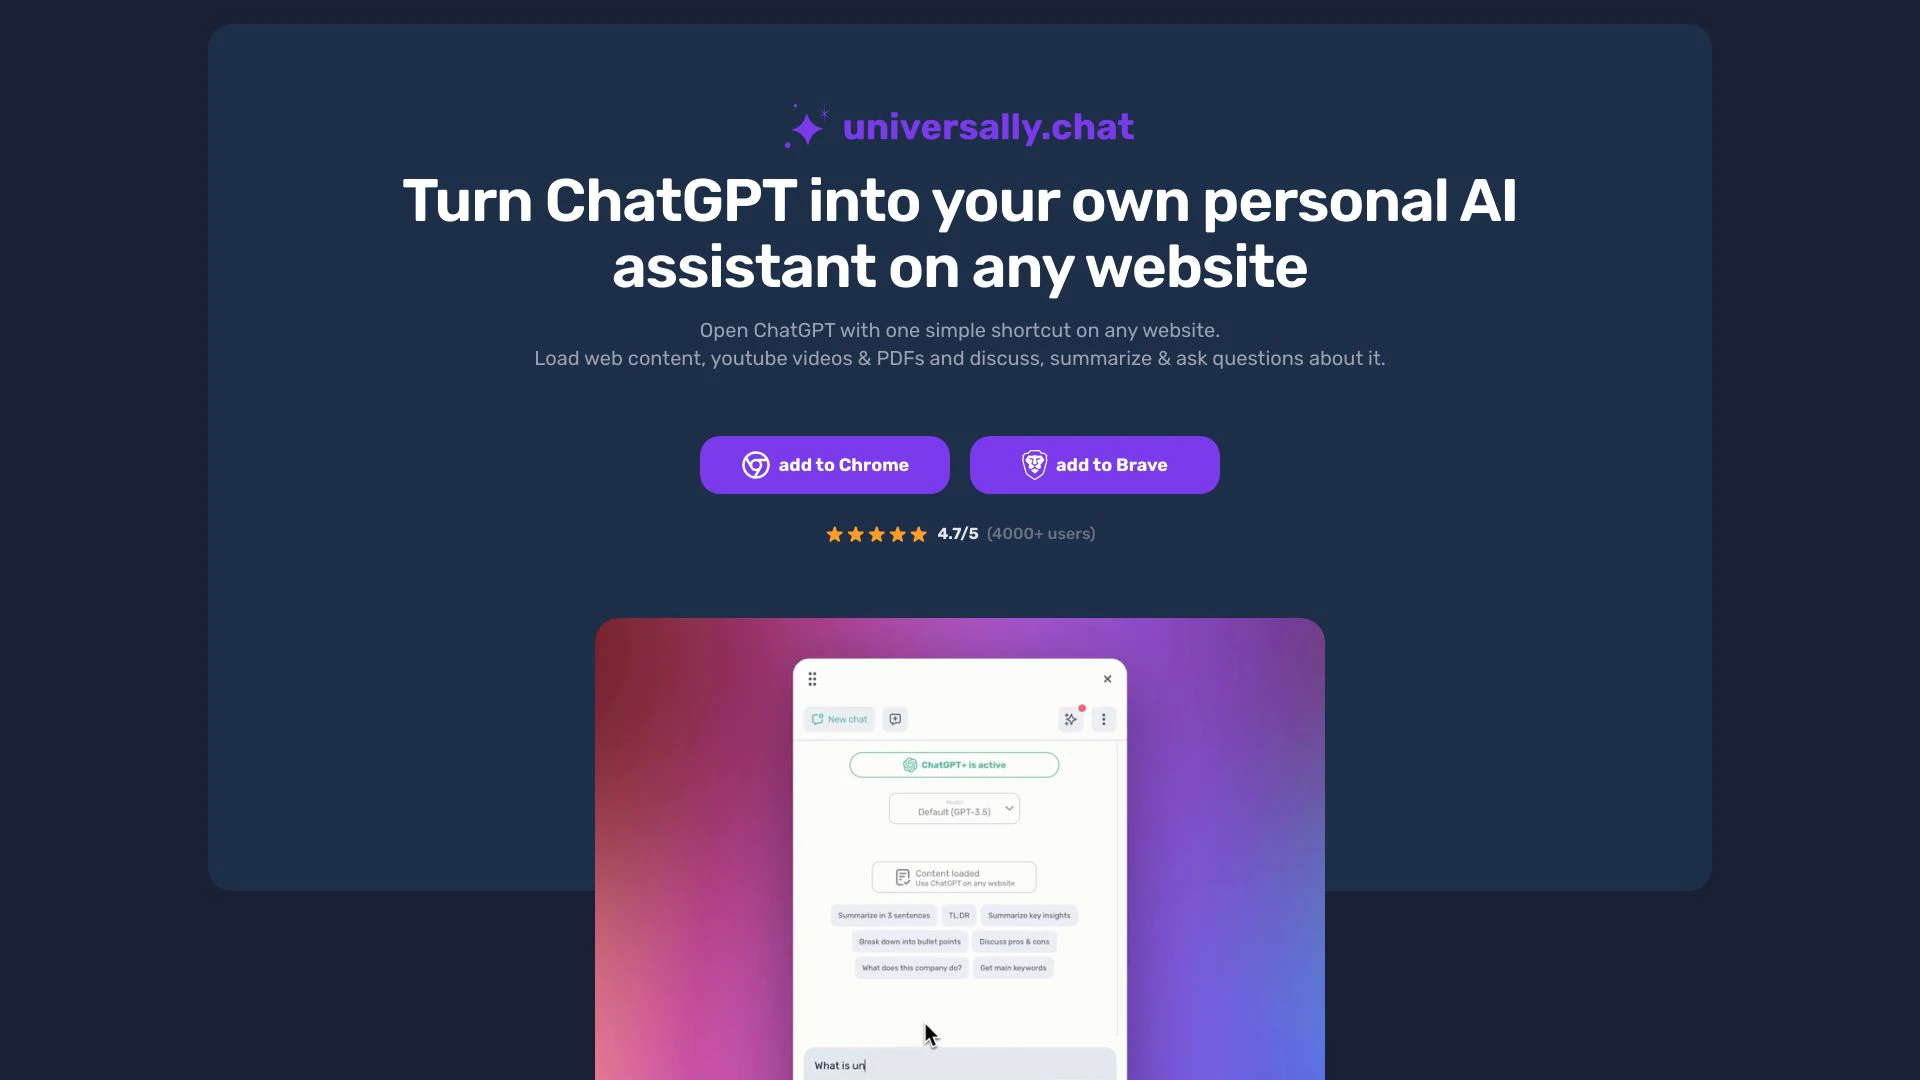 universally.chat
Turn ChatGPT into your own personal AI
assistant on any website
Open ChatGPT with one simple shortcut on any website.
Load web content, youtube videos & PDFs and discuss, summarize & ask questions about it.
add to Chrome
add to Brave
4.7/5 (4000+ users)
New chat
ChatGPT+ is active
Model
Default (GPT-3.5)
Content loaded
Use ChatGPT on any website
Summarize in 3 sentences
TL;DR
Summarize key insights
Break down into bullet points
Discuss pros & cons
What does this company do?
Get main keywords
What is un